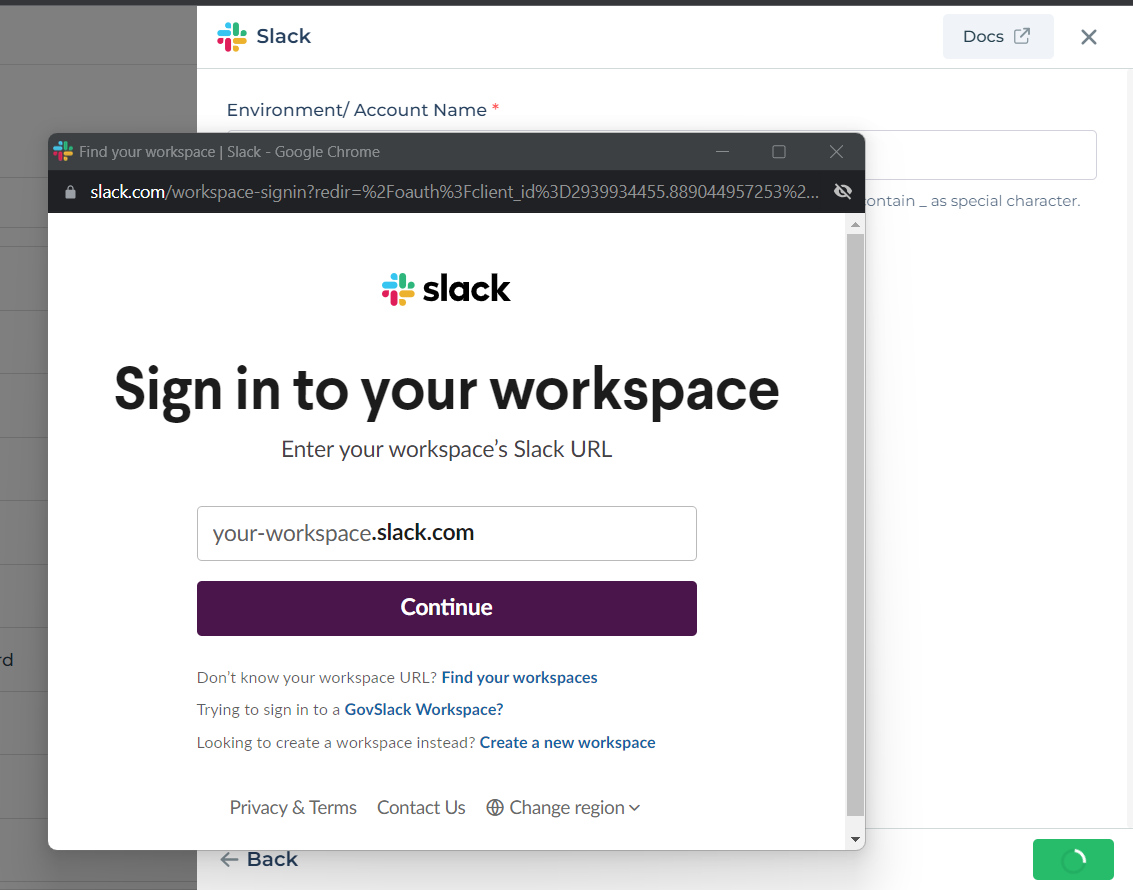 Slack
Docs
Environment/ Account Name *
Find your workspace | Slack - Google Chrome
slack.com/workspace-signin?redir=%2Foauth%3Fclient_id%3D2939934455.889044957253%2...
contain _ as special character.
slack
Sign in to your workspace
Enter your workspace’s Slack URL
your-workspace.slack.com
Continue
Don’t know your workspace URL? Find your workspaces
Trying to sign in to a GovSlack Workspace?
rd
Looking to create a workspace instead? Create a new workspace
Privacy & Terms Contact Us Change region
Back